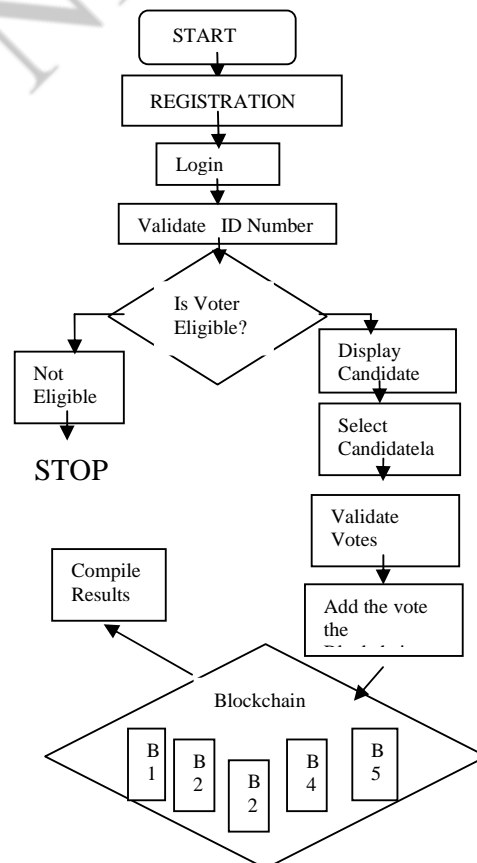 START
REGISTRATION
Login
Validate ID Number
Is Voter
Eligible?
Not
Eligible
STOP
Display
Candidate
Select
Candidatela
Validate
Votes
Add the vote
the
Compile
Results
Blockchain
B
1
B
2
B
2
B
4
B
5